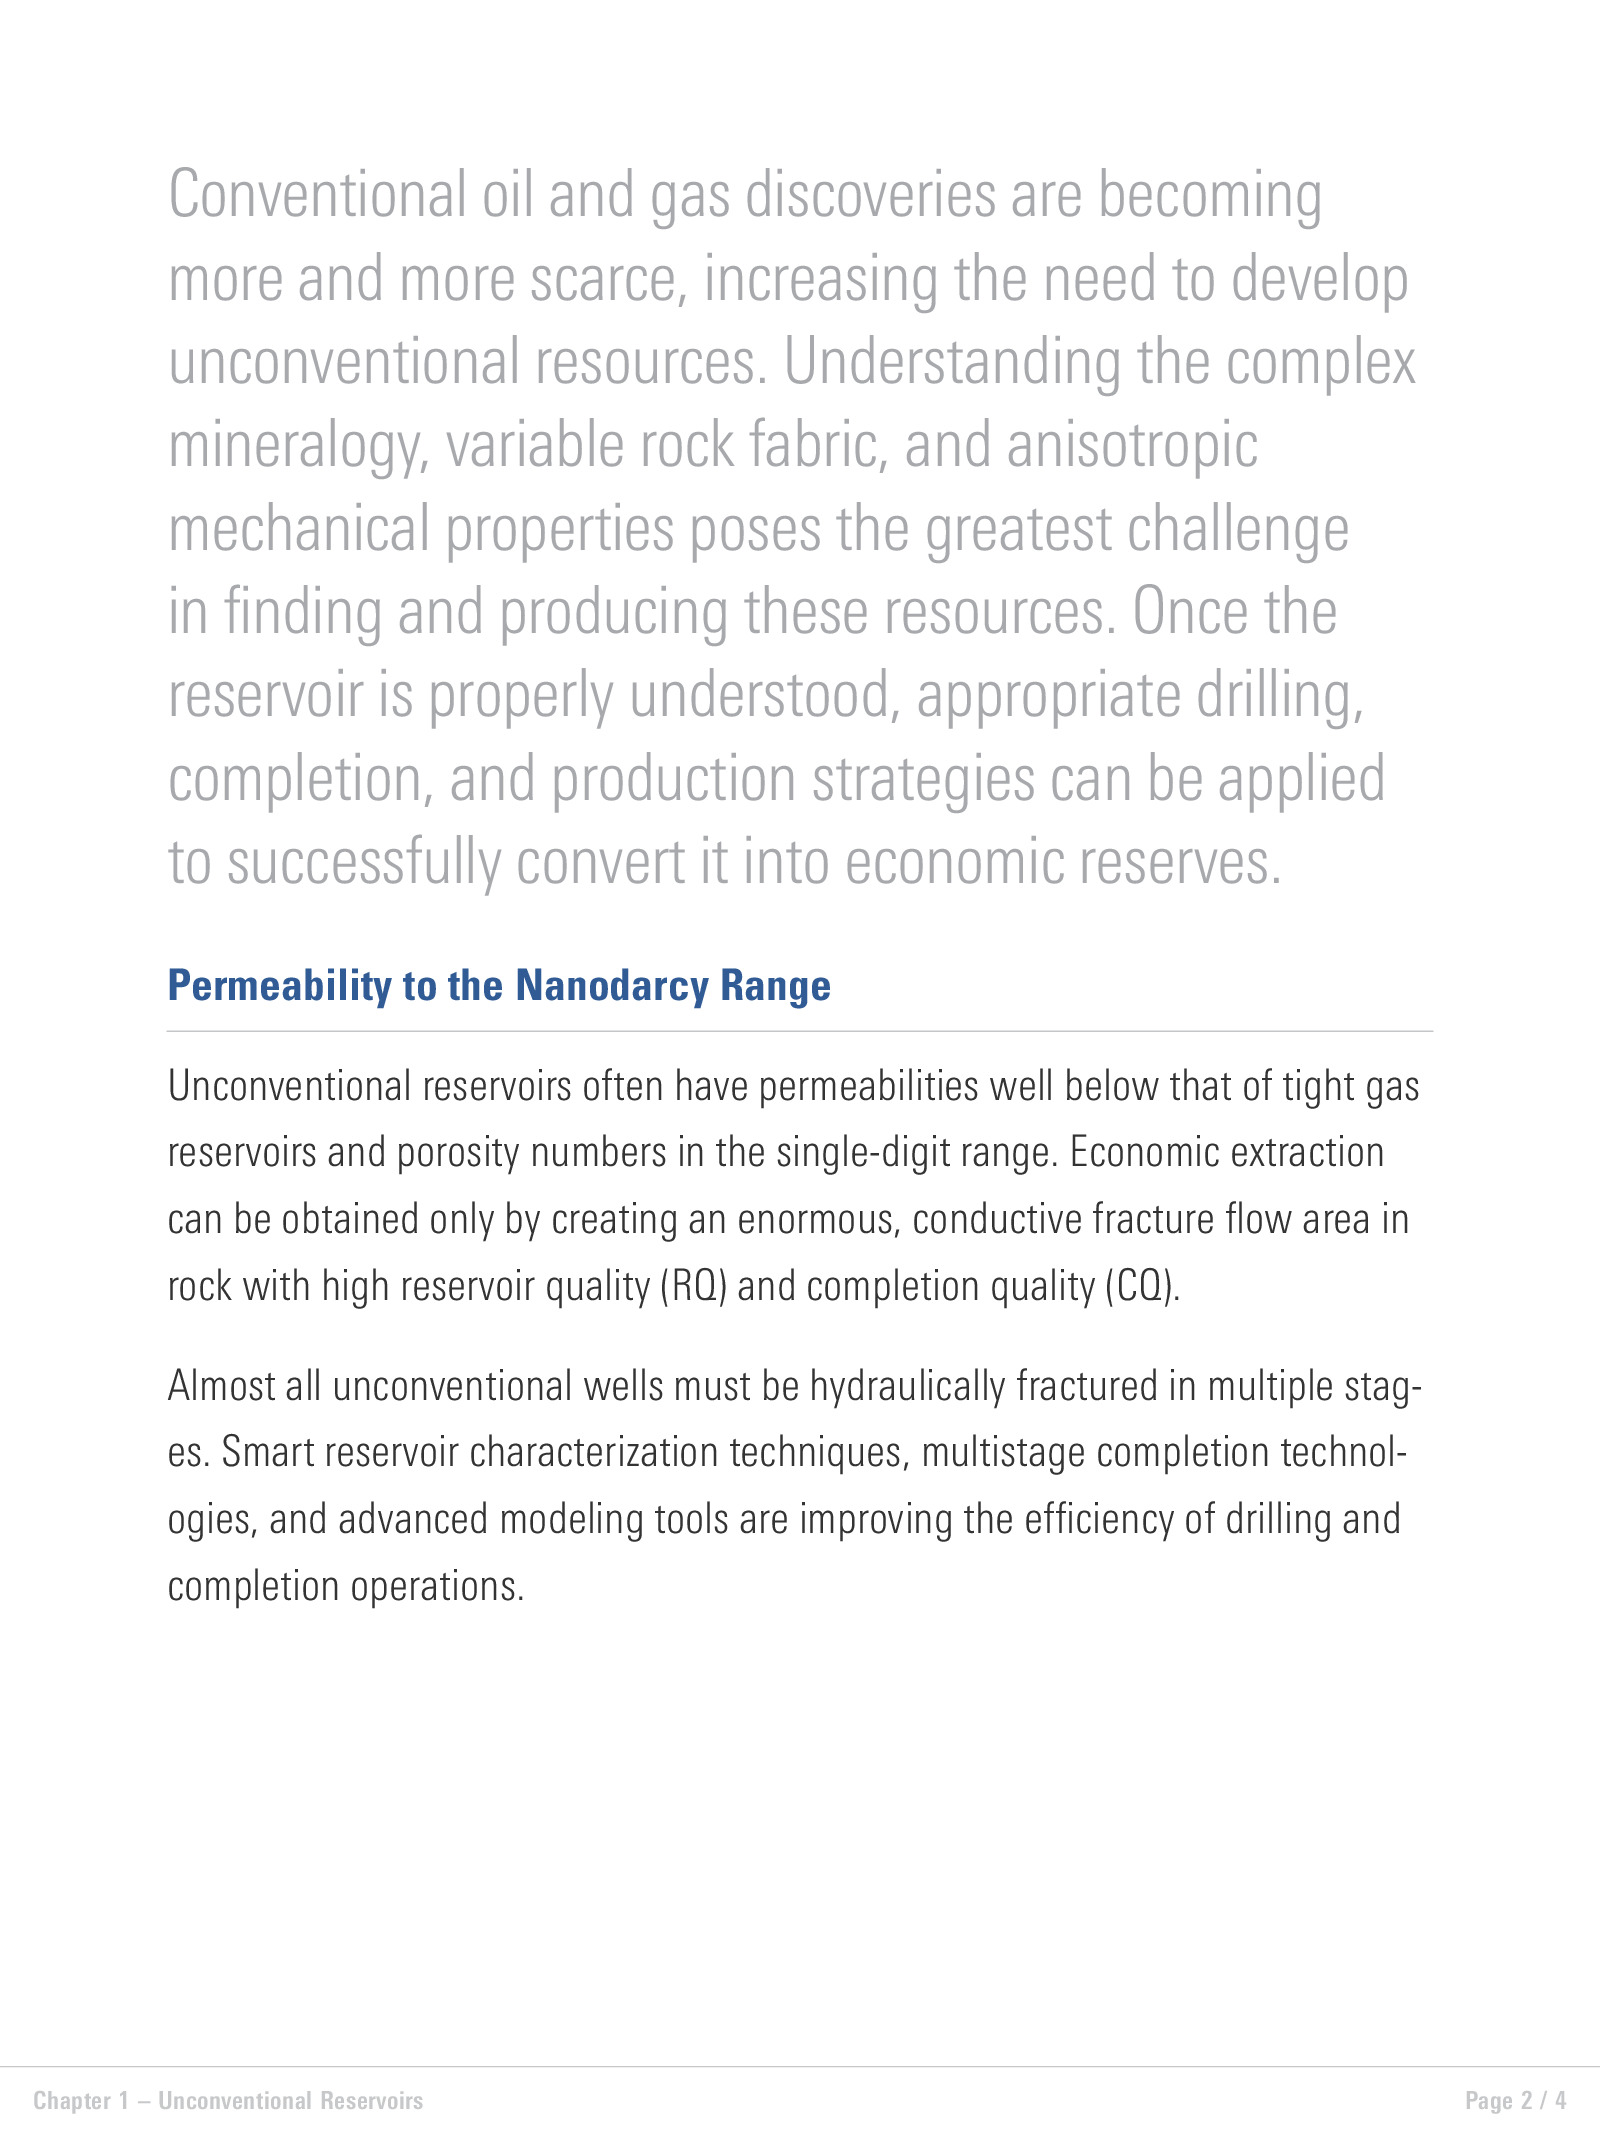 Conventional oil and gas discoveries are becoming
more and more scarce, increasing the need to develop
unconventional resources. Understanding the complex
mineralogy, variable rock fabric, and anisotropic
mechanical properties poses the greatest challenge
in finding and producing these resources. Once the
reservoir is properly understood, appropriate drilling,
completion, and production strategies can be applied
to successfully convert it into economic reserves.
Permeability to the Nanodarcy Range
Unconventional reservoirs often have permeabilities well below that of tight gas
reservoirs and porosity numbers in the single-digit range. Economic extraction
can be obtained only by creating an enormous, conductive fracture flow area in
rock with high reservoir quality (RQ) and completion quality (CQ).
Almost all unconventional wells must be hydraulically fractured in multiple stag-
es. Smart reservoir characterization techniques, multistage completion technol-
ogies, and advanced modeling tools are improving the efficiency of drilling and
completion operations.
Chapter 1 – Unconventional Reservoirs
Page 2 / 4